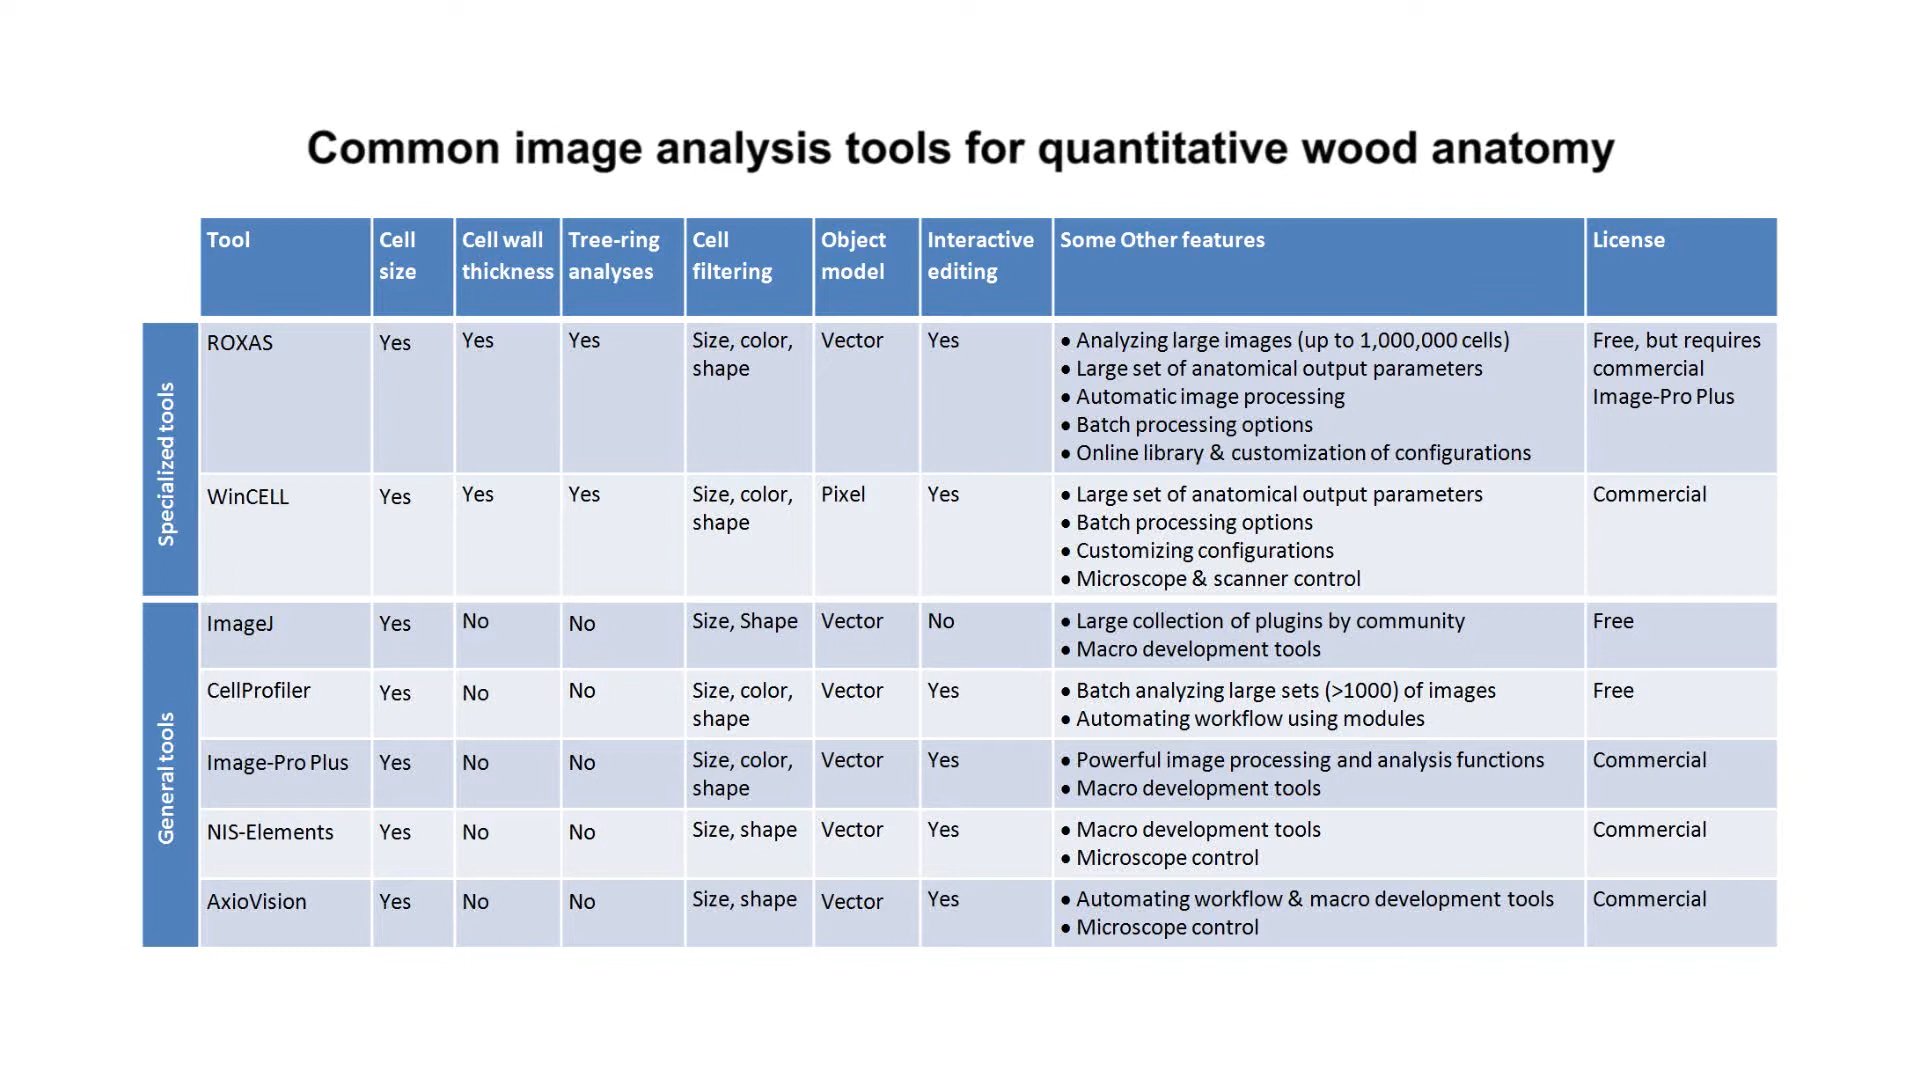 Common image analysis tools for quantitative wood anatomy
Tool
Cell
size
Cell wall
thickness
Tree-ring
analyses
Cell
filtering
Object
model
Interactive
editing
Some Other features
License
Specialized tools
ROXAS
Yes
Yes
Yes
Size, color,
shape
Vector
Yes
• Analyzing large images (up to 1,000,000 cells)
• Large set of anatomical output parameters
• Automatic image processing
• Batch processing options
• Online library & customization of configurations
Free, but requires
commercial
Image-Pro Plus
WinCELL
Yes
Yes
Yes
Size, color,
shape
Pixel
Yes
• Large set of anatomical output parameters
• Batch processing options
• Customizing configurations
• Microscope & scanner control
Commercial
General tools
ImageJ
Yes
No
No
Size, Shape
Vector
No
• Large collection of plugins by community
• Macro development tools
Free
CellProfiler
Yes
No
No
Size, color,
shape
Vector
Yes
• Batch analyzing large sets (>1000) of images
• Automating workflow using modules
Free
Image-Pro Plus
Yes
No
No
Size, color,
shape
Vector
Yes
• Powerful image processing and analysis functions
• Macro development tools
Commercial
NIS-Elements
Yes
No
No
Size, shape
Vector
Yes
• Macro development tools
• Microscope control
Commercial
AxioVision
Yes
No
No
Size, shape
Vector
Yes
• Automating workflow & macro development tools
• Microscope control
Commercial